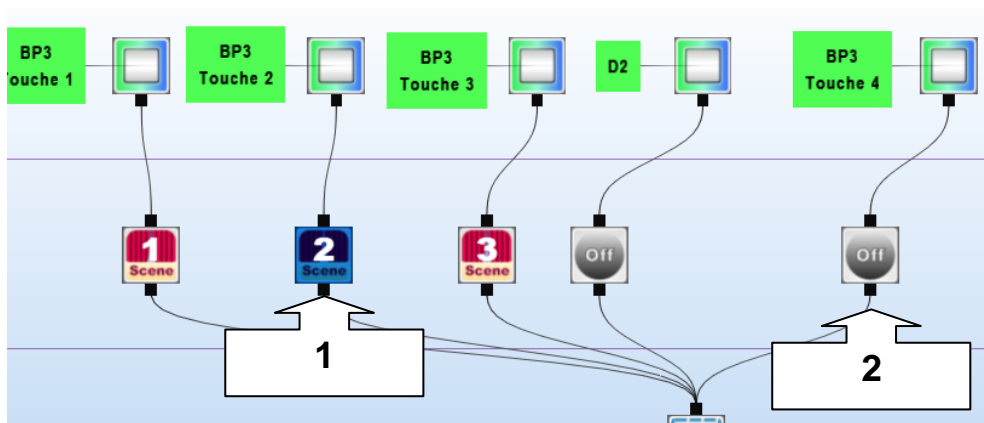 BP3
Touche 1
BP3
Touche 2
BP3
Touche 3
D2
BP3
Touche 4
1
Scene
2
Scene
3
Scene
Off
Off
1
2